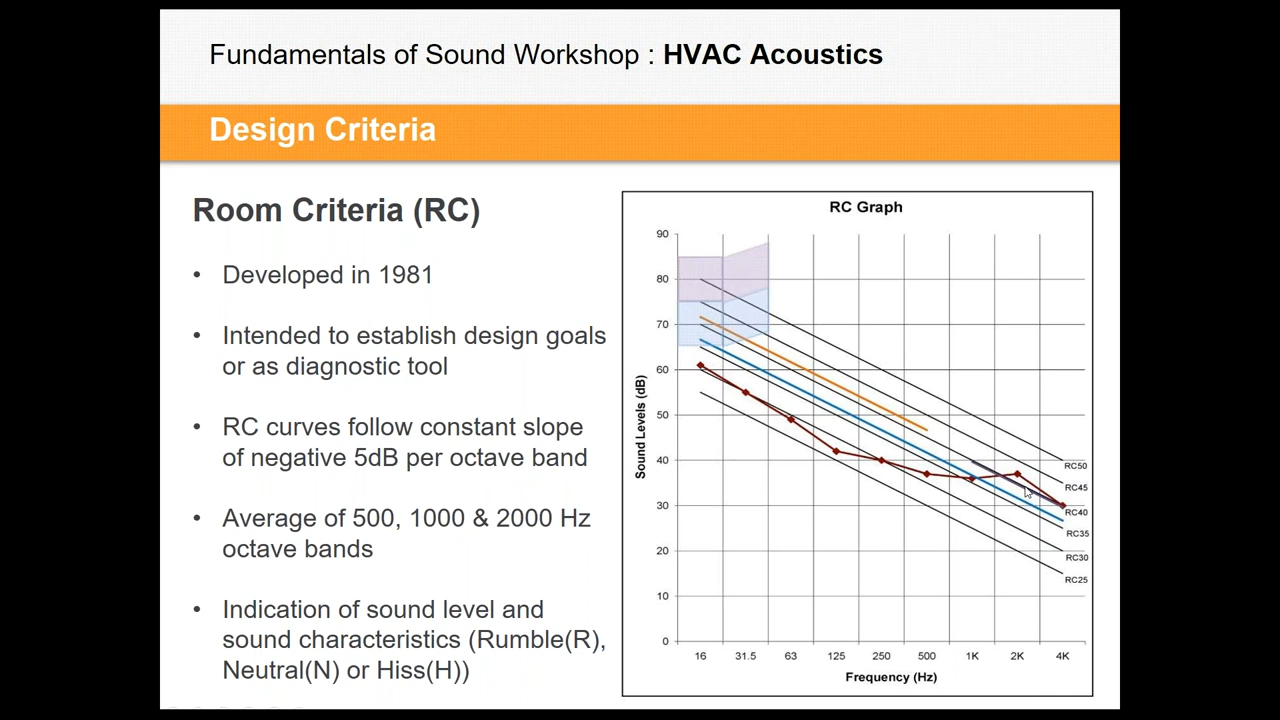 Fundamentals of Sound Workshop : HVAC Acoustics
Design Criteria
Room Criteria (RC)
• Developed in 1981
• Intended to establish design goals
or as diagnostic tool
• RC curves follow constant slope
of negative 5dB per octave band
• Average of 500, 1000 & 2000 Hz
octave bands
• Indication of sound level and
sound characteristics (Rumble(R),
Neutral(N) or Hiss(H))
RC Graph
Sound Levels (dB)
90
80
70
60
50
40
30
20
10
0
RC50
RC45
RC40
RC35
RC30
RC25
16 31.5 63 125 250 500 1K 2K 4K
Frequency (Hz)